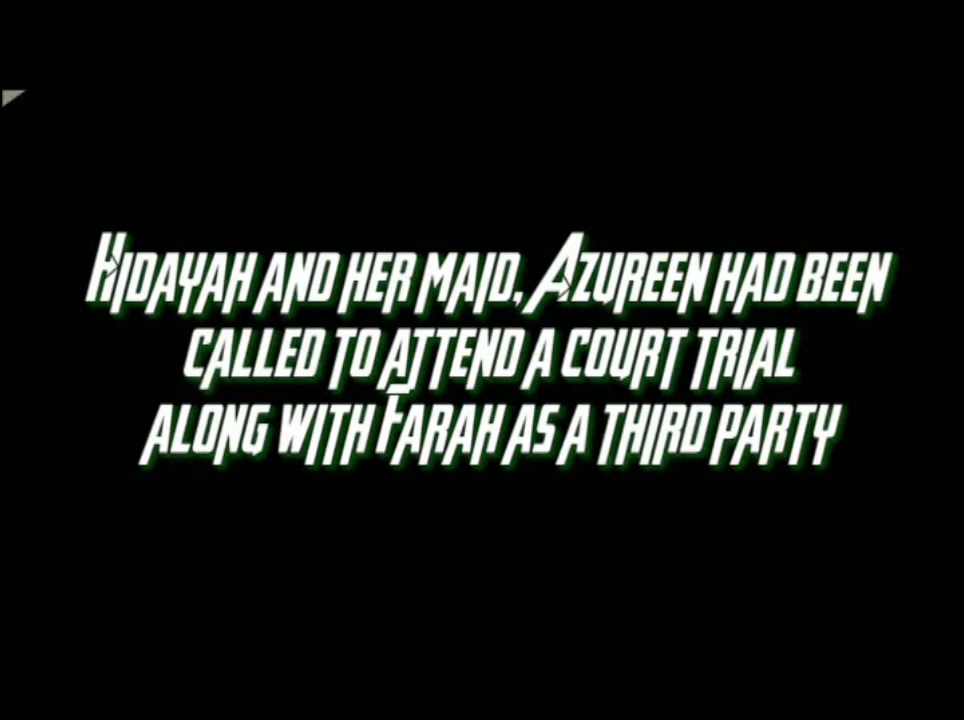 Hidayah and her maid, Azureen had been
called to attend a court trial
along with Farah as a third party